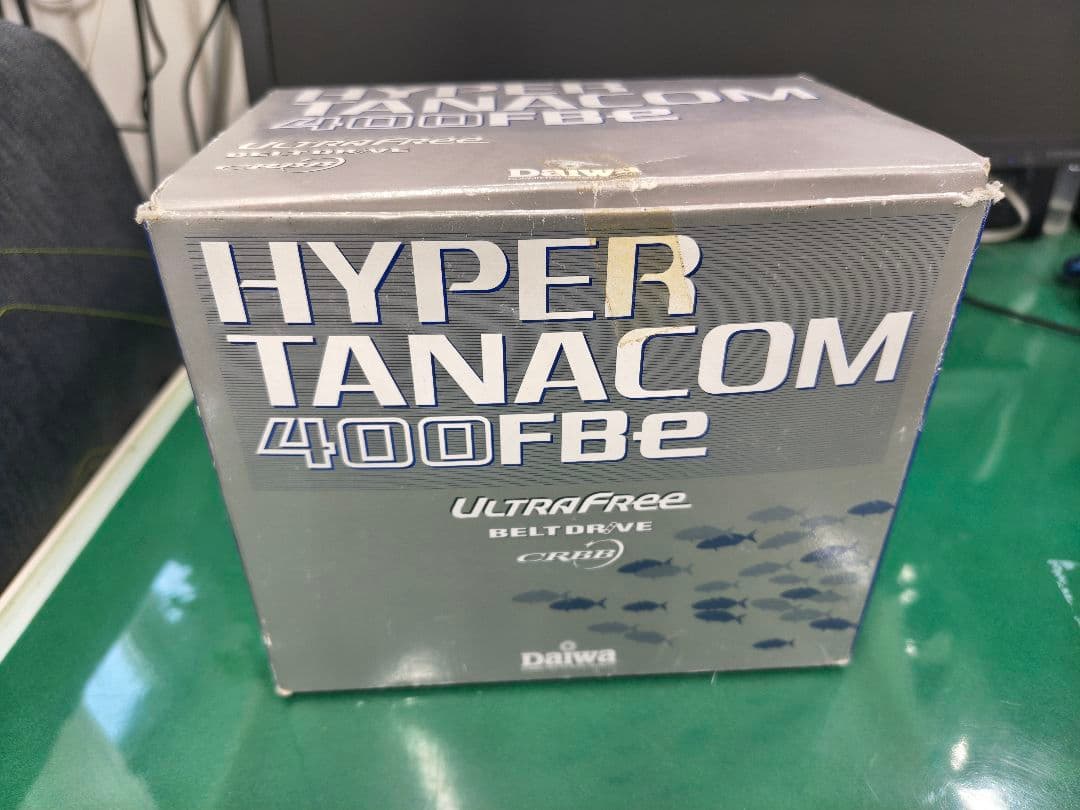 HYPER
TANACOM
400FBe
ULTRAFREE
BELT DRIVE
CRBB
Daiwa
HYPER
TANACOM
400FBe
ULTRAFREE
BELT DRIVE
CRBB
Daiwa